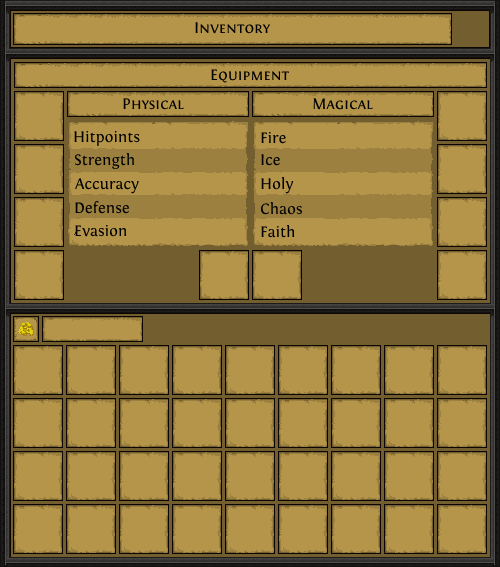 Inventory
Equipment
Physical
Magical
Hitpoints
Strength
Accuracy
Defense
Evasion
Fire
Ice
Holy
Chaos
Faith